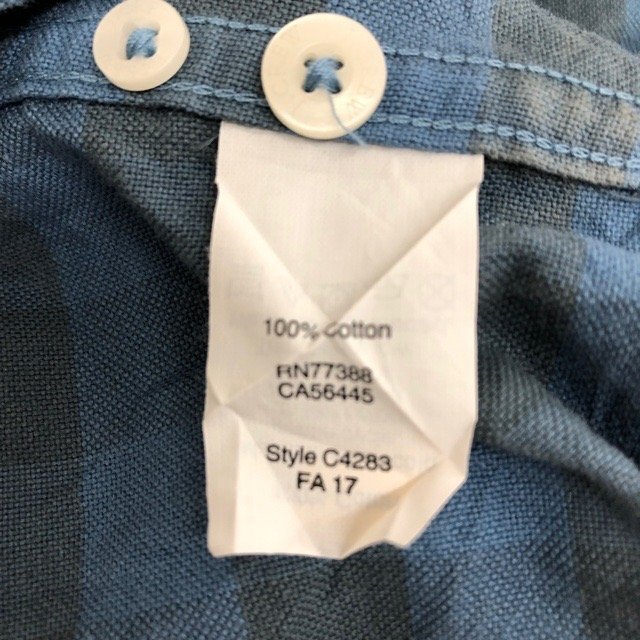 100% cotton
RN77388
CA56445
Style C4283
FA 17